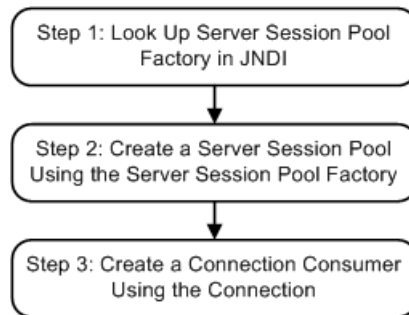 Step 1: Look Up Server Session Pool
Factory in JNDI
Step 2: Create a Server Session Pool
Using the Server Session Pool Factory
Step 3: Create a Connection Consumer
Using the Connection